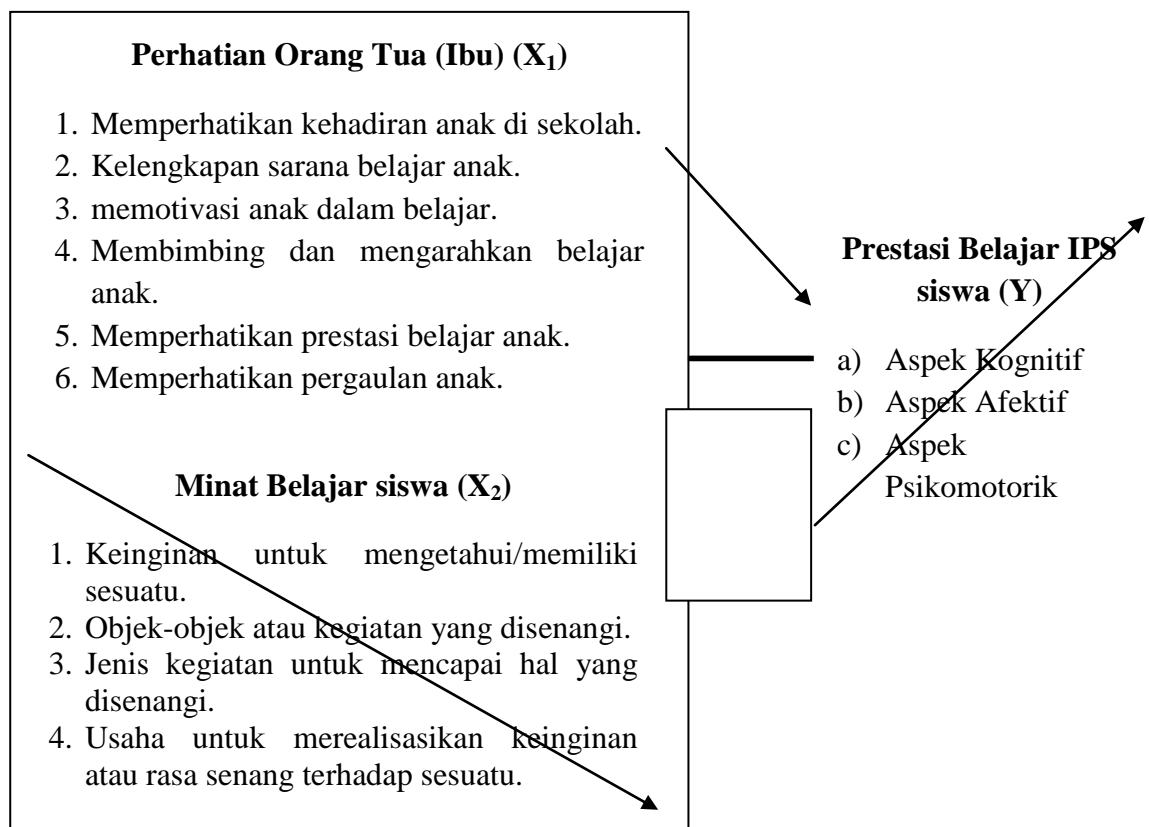 Perhatian Orang Tua (Ibu) (X₁)
1. Memperhatikan kehadiran anak di sekolah.
2. Kelengkapan sarana belajar anak.
3. memotivasi anak dalam belajar.
4. Membimbing dan mengarahkan belajar
anak.
5. Memperhatikan prestasi belajar anak.
6. Memperhatikan pergaulan anak.
Minat Belajar siswa (X₂)
1. Keinginan untuk mengetahui/memiliki
sesuatu.
2. Objek-objek atau kegiatan yang disenangi.
3. Jenis kegiatan untuk mencapai hal yang
disenangi.
4. Usaha untuk merealisasikan keinginan
atau rasa senang terhadap sesuatu.
Prestasi Belajar IPS
siswa (Y)
a) Aspek Kognitif
b) Aspek Afektif
c) Aspek
Psikomotorik